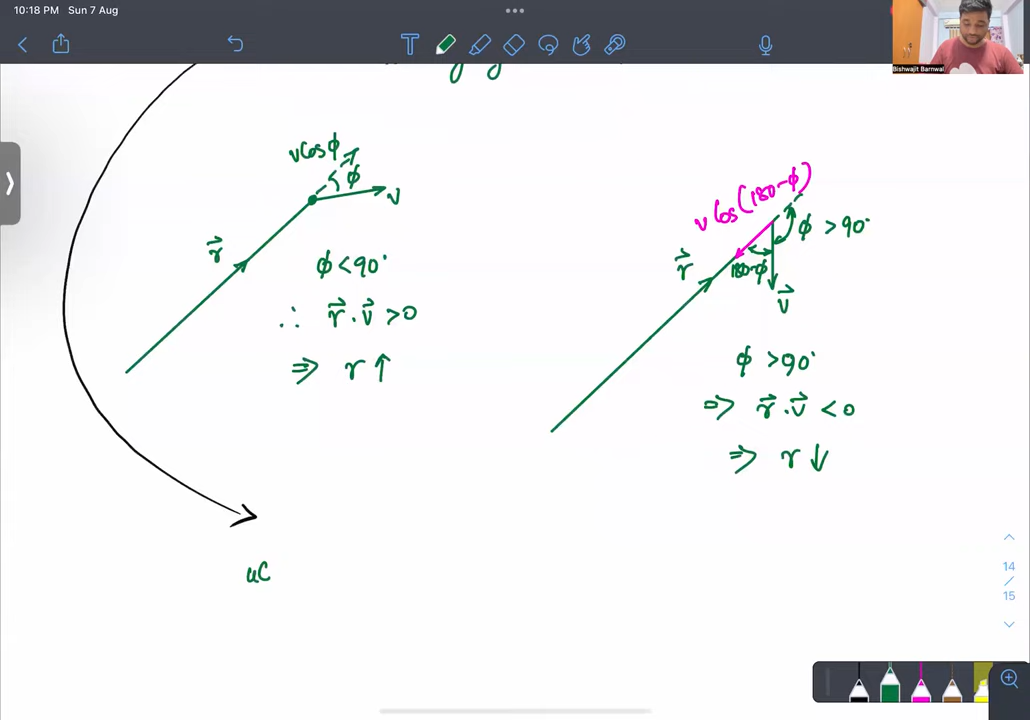 10:18 PM Sun 7 Aug
Bishwajit Barnwal
v Cos ϕ
ϕ
v
r⃗
ϕ < 90°
∴ r⃗ . v⃗ > 0
⇒ r ↑
v Cos (180-ϕ)
ϕ > 90°
r⃗
180-ϕ
v⃗
ϕ > 90°
⇒ r⃗ . v⃗ < 0
⇒ r ↓
uC
14
/
15